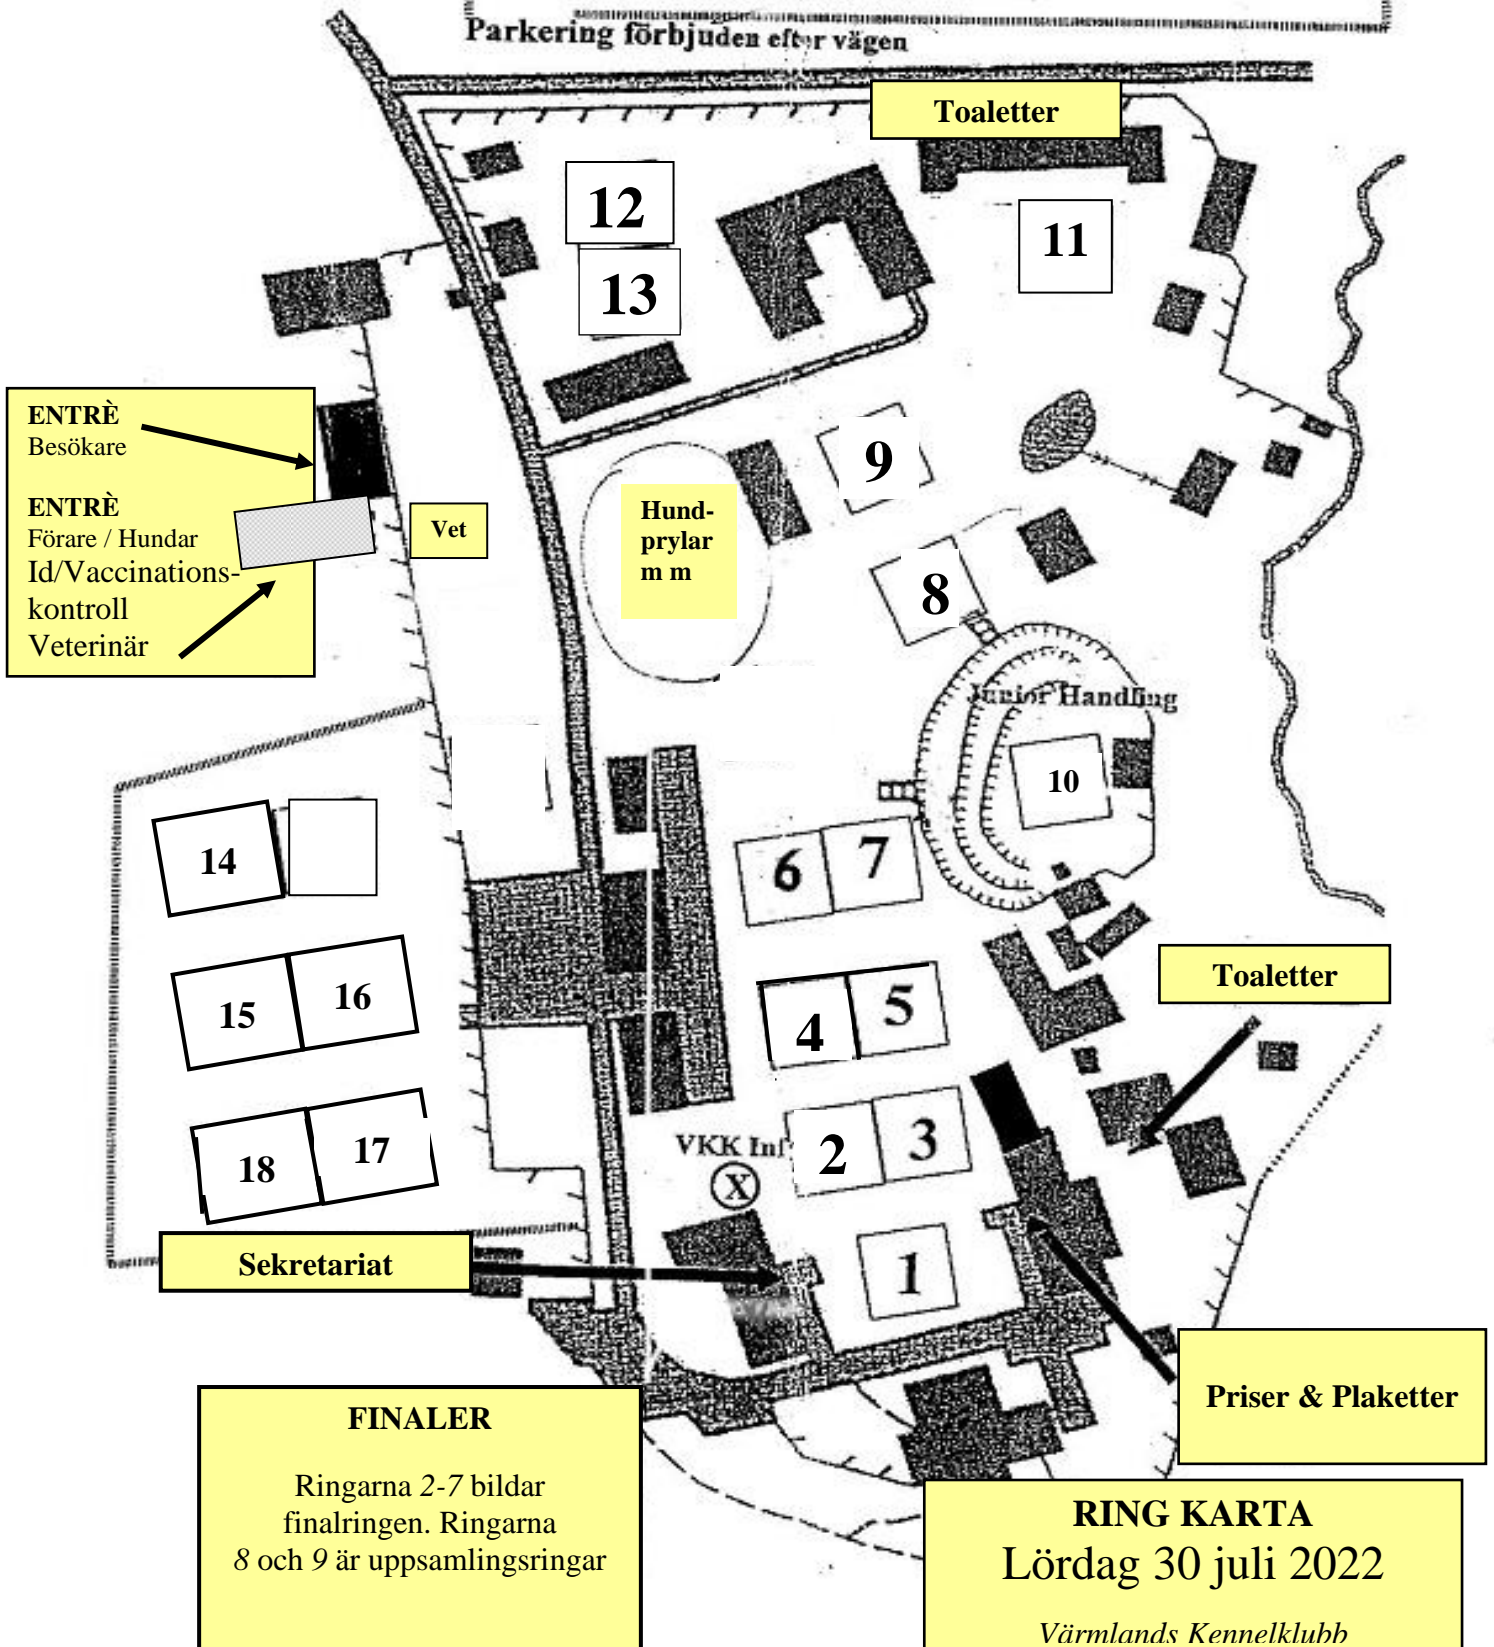 Parkering förbjuden efter vägen
Toaletter
12
11
13
ENTRÈ
Besökare
ENTRÈ
Förare / Hundar
Id/Vaccinations-
kontroll
Veterinär
Vet
Hund-
prylar
m m
9
8
Junior Handling
10
14
6 7
15 16
4 5
Toaletter
18 17
VKK Inf
X
2 3
Sekretariat
1
Priser & Plaketter
FINALER
Ringarna 2-7 bildar
finalringen. Ringarna
8 och 9 är uppsamlingsringar
RING KARTA
Lördag 30 juli 2022
Värmlands Kennelklubb